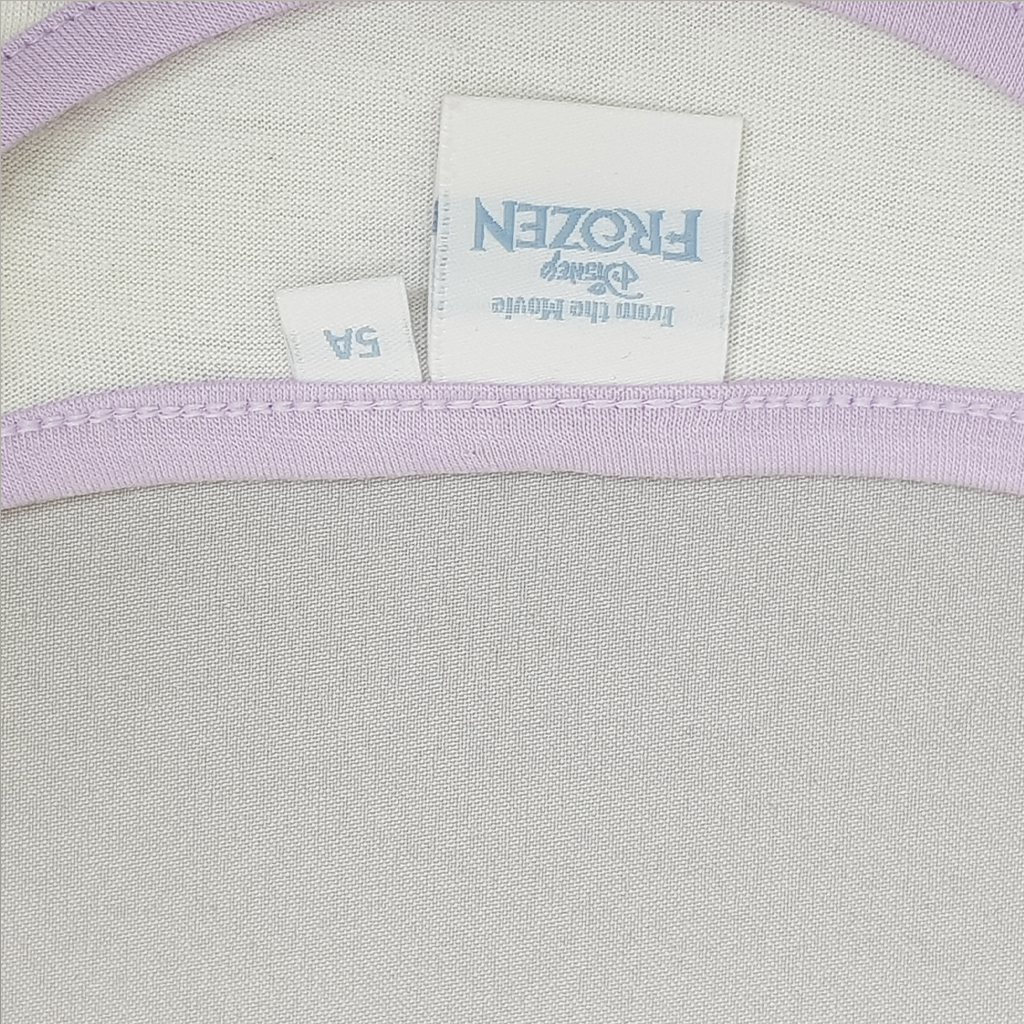 From the Movie
DISNEY
FROZEN
5A